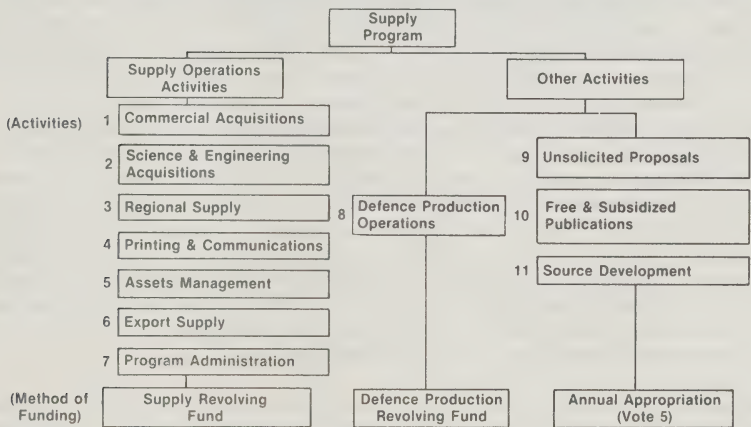 Supply
Program
Supply Operations
Activities
Other Activities
(Activities)
1 Commercial Acquisitions
2 Science & Engineering
Acquisitions
3 Regional Supply
4 Printing & Communications
5 Assets Management
6 Export Supply
7 Program Administration
8 Defence Production
Operations
9 Unsolicited Proposals
10 Free & Subsidized
Publications
11 Source Development
(Method of
Funding)
Supply Revolving
Fund
Defence Production
Revolving Fund
Annual Appropriation
(Vote 5)